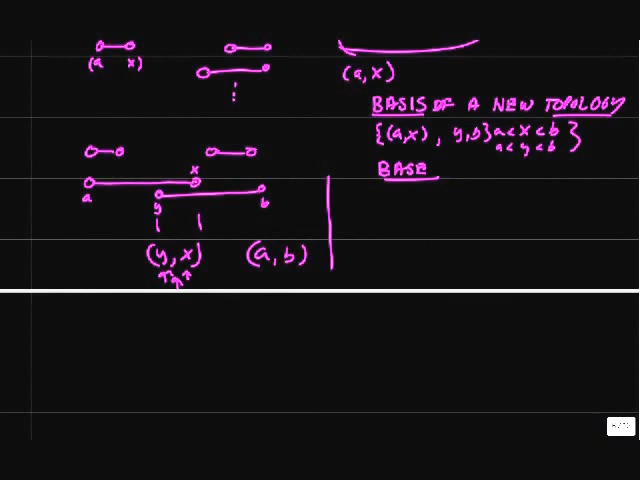 (a x)
(a,x)
BASIS OF A NEW TOPOLOGY
{(a,x) , y,b} a<x<b
a<y<b }
BASE
x
a
y
b
(y,x) (a,b)